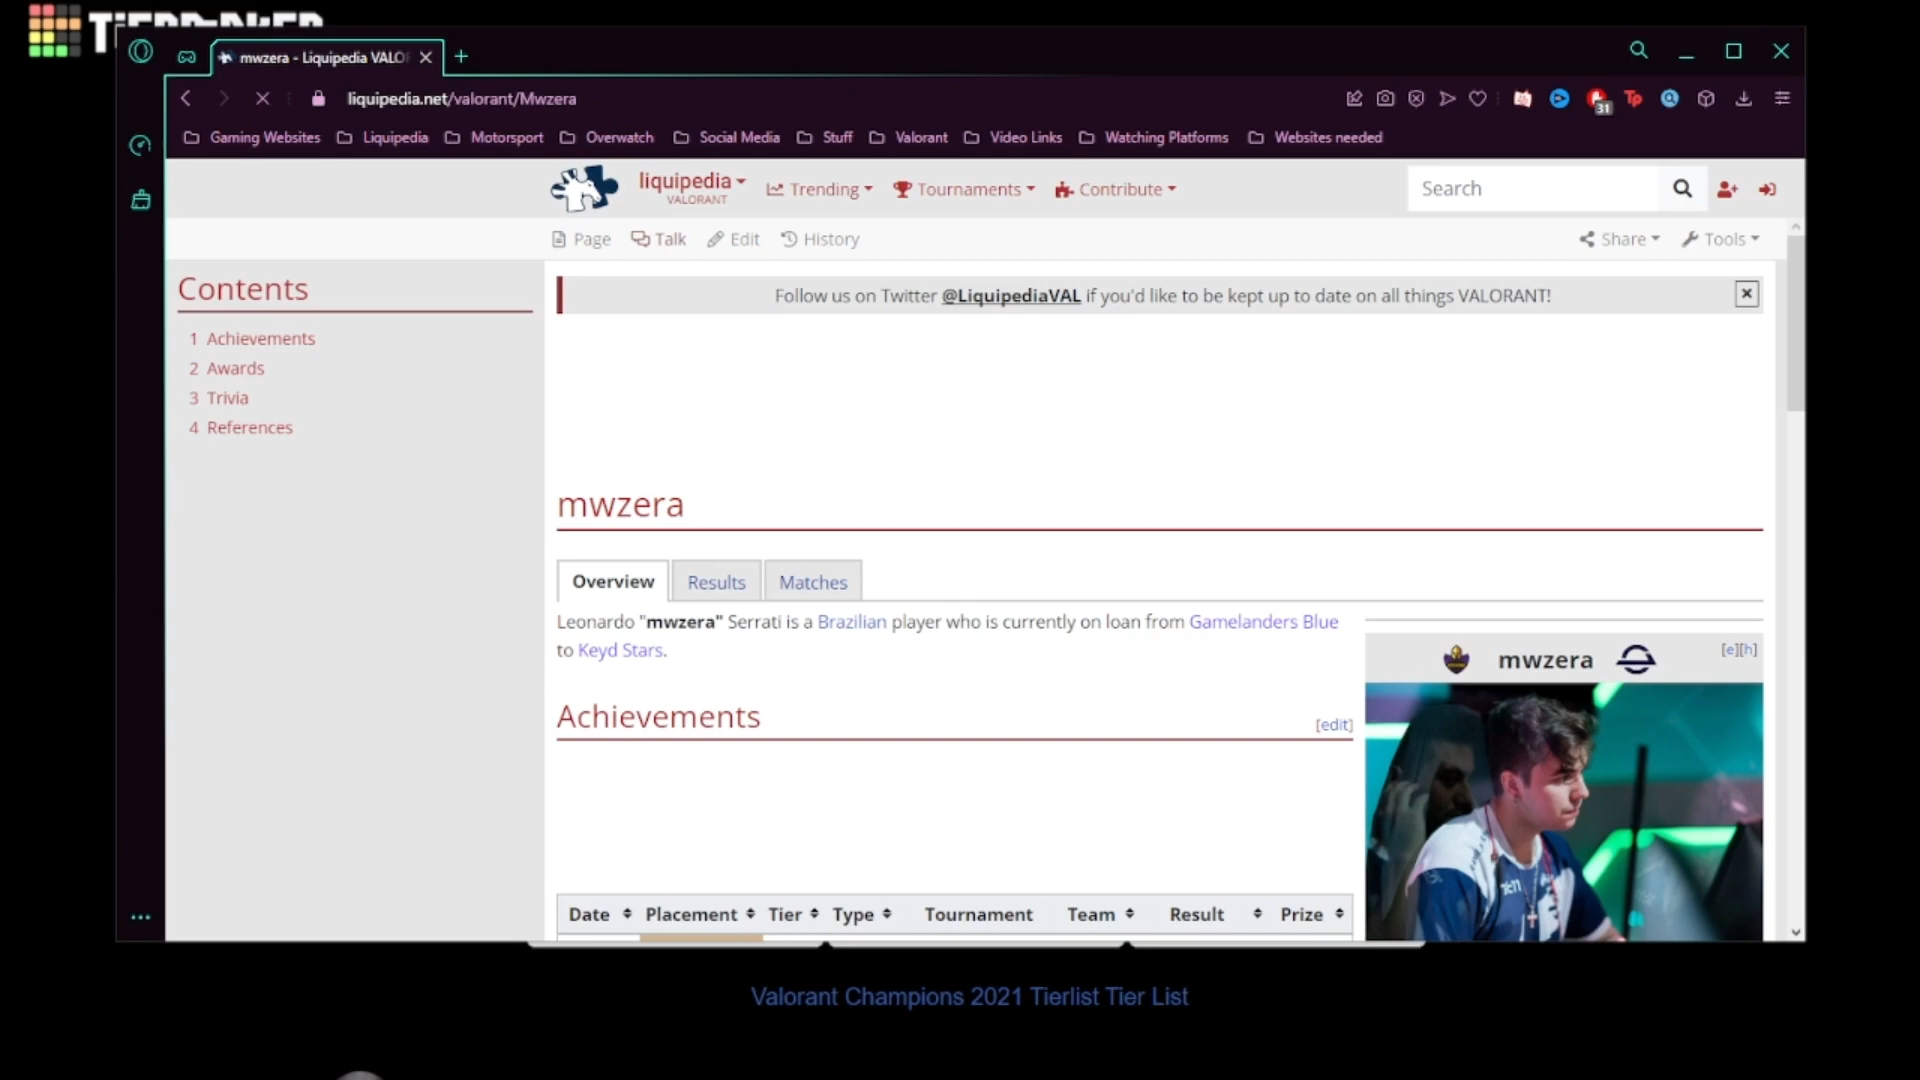 mwzera - Liquipedia VALO
liquipedia.net/valorant/Mwzera
31
Tp
Gaming Websites
Liquipedia
Motorsport
Overwatch
Social Media
Stuff
Valorant
Video Links
Watching Platforms
Websites needed
liquipedia
VALORANT
Trending
Tournaments
Contribute
Search
Page
Talk
Edit
History
Share
Tools
Contents
1 Achievements
2 Awards
3 Trivia
4 References
Follow us on Twitter @LiquipediaVAL if you'd like to be kept up to date on all things VALORANT!
mwzera
Overview
Results
Matches
Leonardo "mwzera" Serrati is a Brazilian player who is currently on loan from Gamelanders Blue
to Keyd Stars.
mwzera
[e][h]
Achievements
[edit]
Date
Placement
Tier
Type
Tournament
Team
Result
Prize
Valorant Champions 2021 Tierlist Tier List